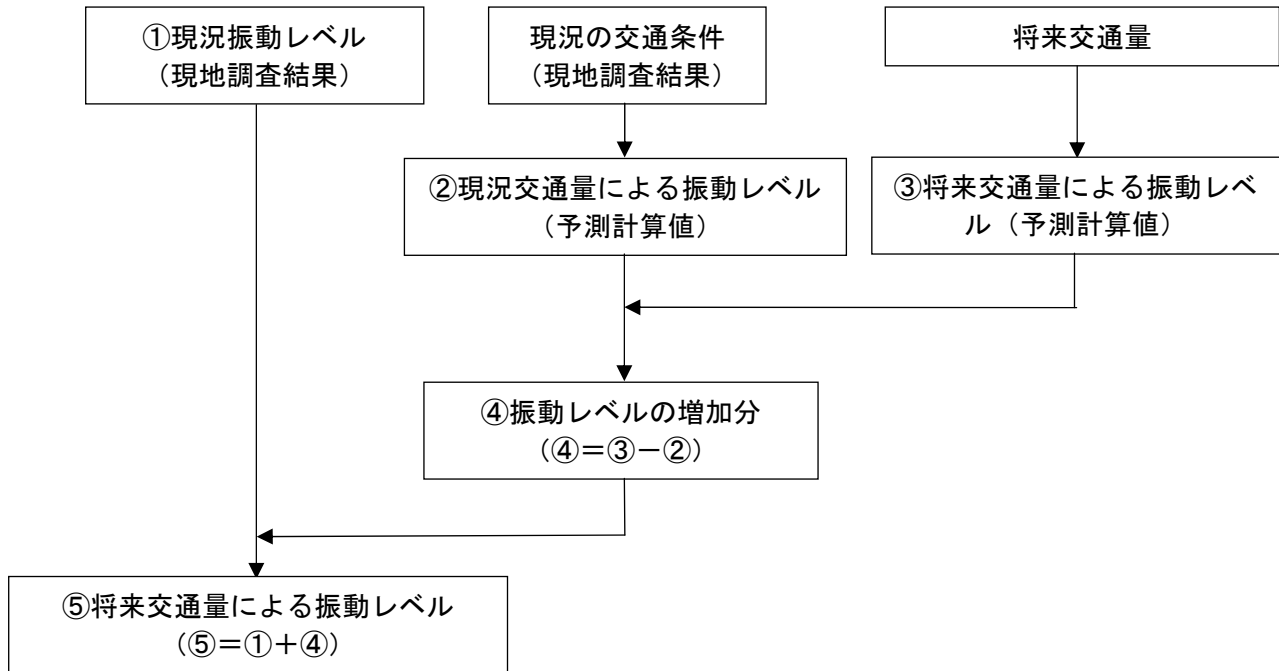 ①現況振動レベル
（現地調査結果）
現況の交通条件
（現地調査結果）
将来交通量
②現況交通量による振動レベル
（予測計算値）
③将来交通量による振動レベ
ル（予測計算値）
④振動レベルの増加分
（④＝③－②）
⑤将来交通量による振動レベル
（⑤＝①＋④）